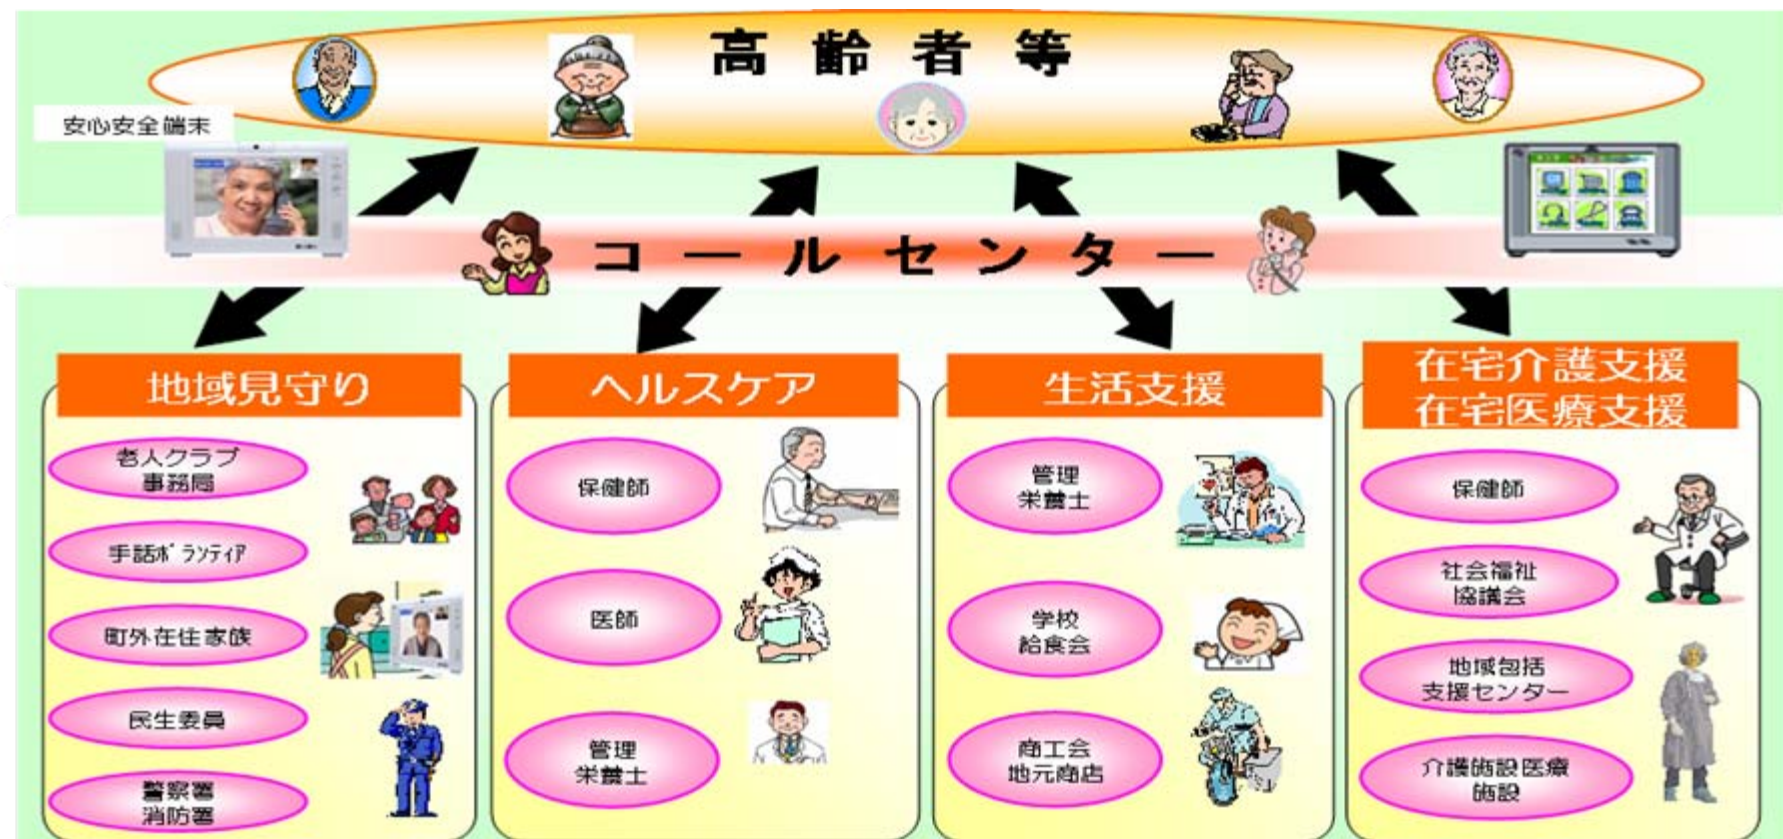 高齢者等
安心安全端末
コールセンター
地域見守り
老人クラブ
事務局
手話ボランティア
町外在住家族
民生委員
警察署
消防署
ヘルスケア
保健師
医師
管理
栄養士
生活支援
管理
栄養士
学校
給食会
商工会
地元商店
在宅介護支援
在宅医療支援
保健師
社会福祉
協議会
地域包括
支援センター
介護施設医療
施設